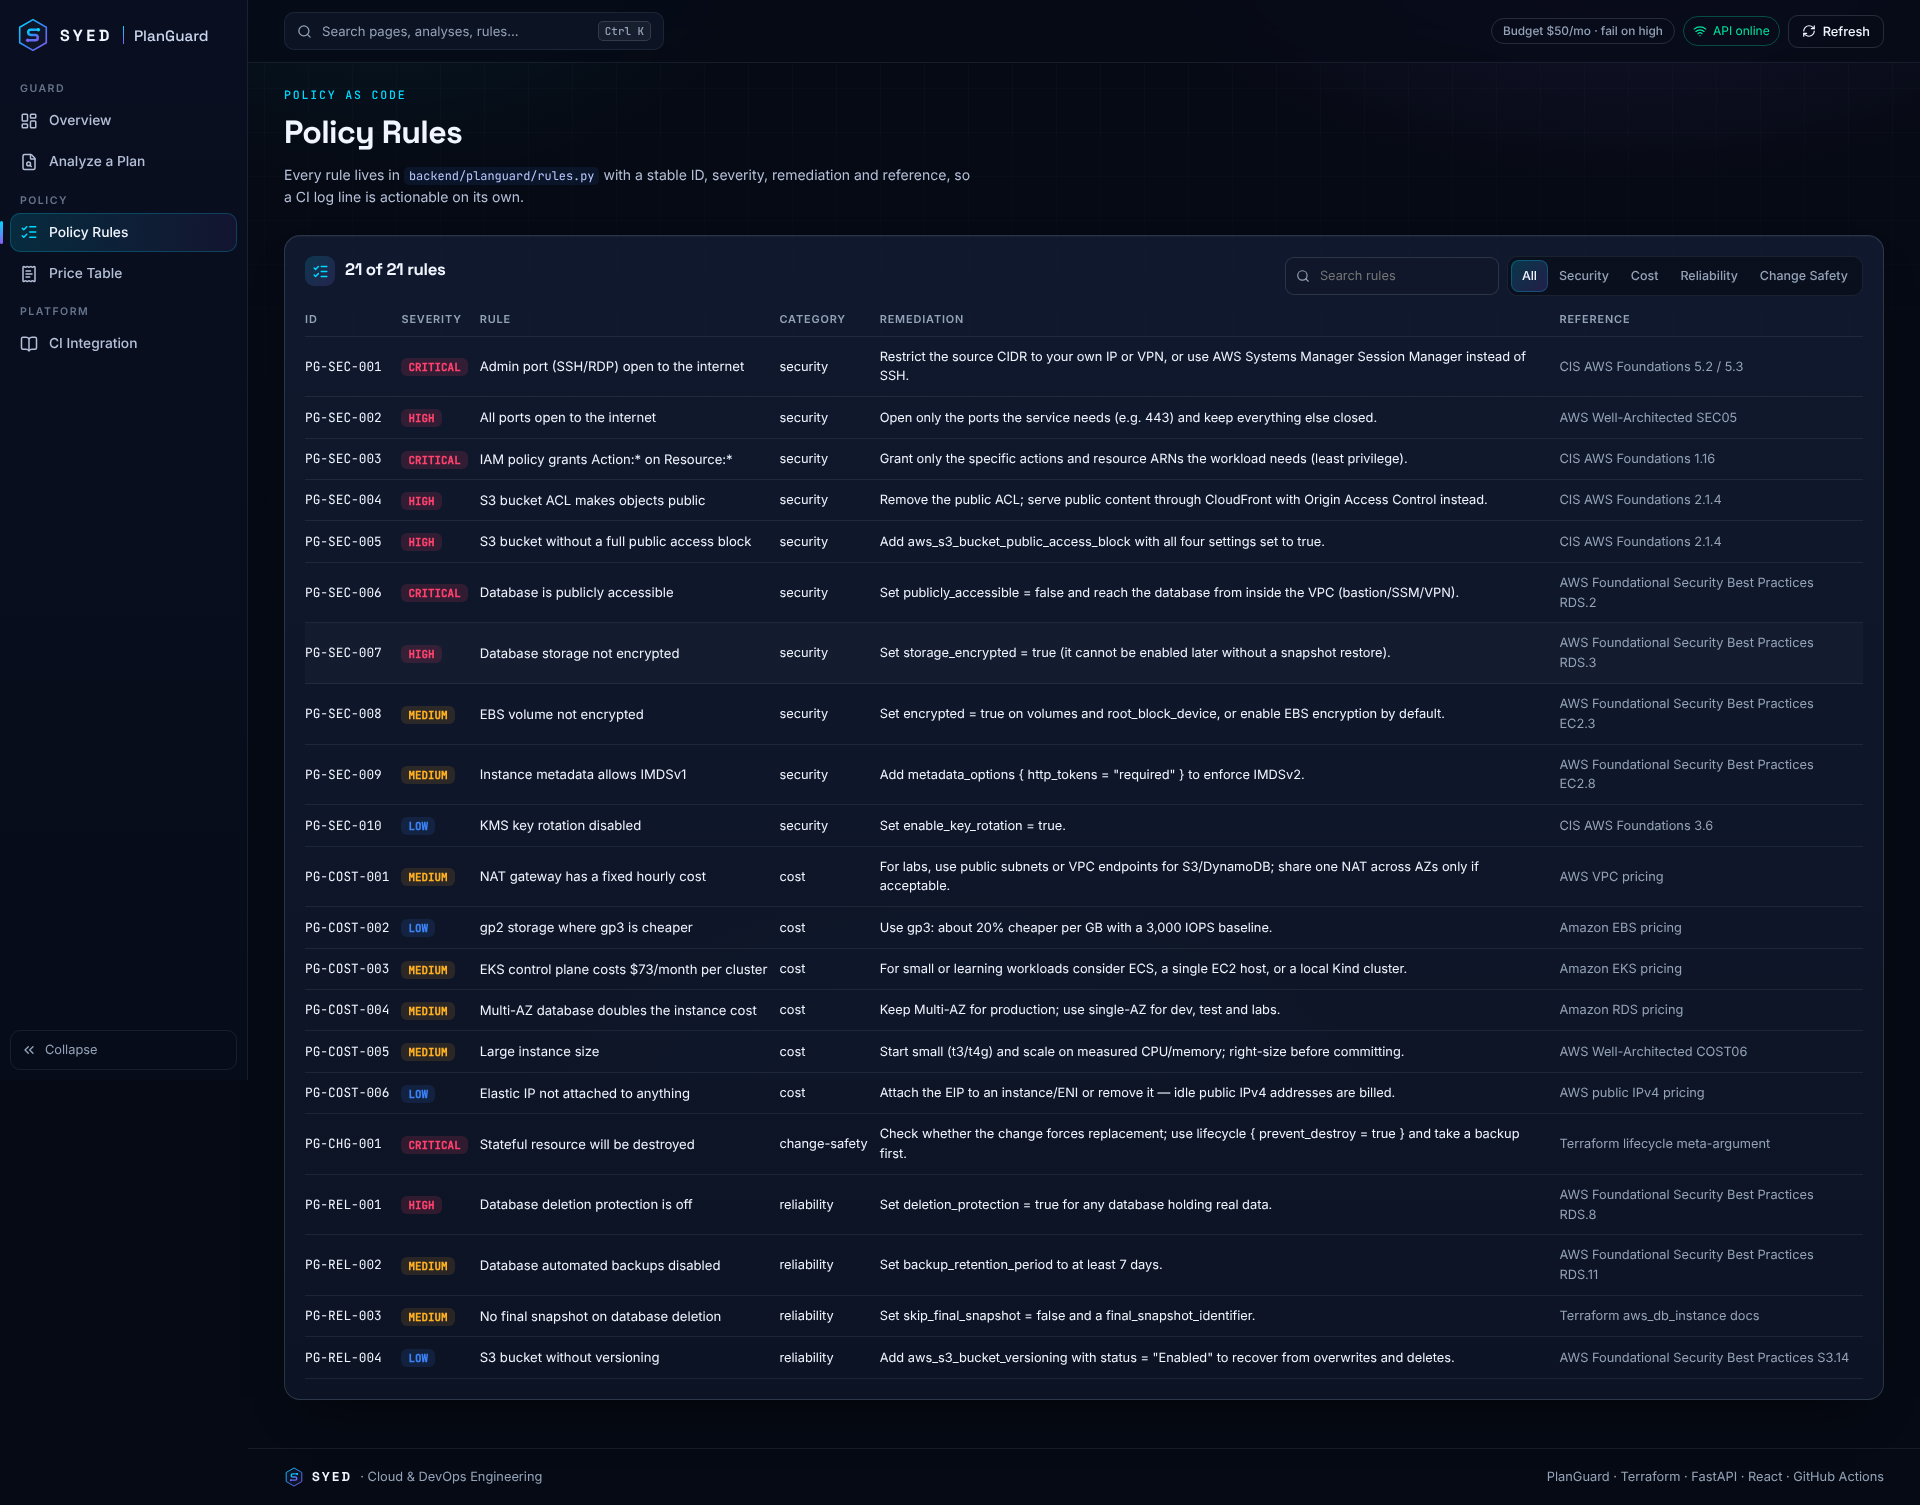 SYED | PlanGuard
Search pages, analyses, rules...
Ctrl K
Budget $50/mo · fail on high
API online
Refresh
GUARD
Overview
Analyze a Plan
POLICY
Policy Rules
Price Table
PLATFORM
CI Integration
Collapse
POLICY AS CODE
Policy Rules
Every rule lives in backend/planguard/rules.py with a stable ID, severity, remediation and reference, so
a CI log line is actionable on its own.
21 of 21 rules
Search rules
All Security Cost Reliability Change Safety
ID SEVERITY RULE CATEGORY REMEDIATION REFERENCE
PG-SEC-001 CRITICAL Admin port (SSH/RDP) open to the internet security Restrict the source CIDR to your own IP or VPN, or use AWS Systems Manager Session Manager instead of
SSH. CIS AWS Foundations 5.2 / 5.3
PG-SEC-002 HIGH All ports open to the internet security Open only the ports the service needs (e.g. 443) and keep everything else closed. AWS Well-Architected SEC05
PG-SEC-003 CRITICAL IAM policy grants Action:* on Resource:* security Grant only the specific actions and resource ARNs the workload needs (least privilege). CIS AWS Foundations 1.16
PG-SEC-004 HIGH S3 bucket ACL makes objects public security Remove the public ACL; serve public content through CloudFront with Origin Access Control instead. CIS AWS Foundations 2.1.4
PG-SEC-005 HIGH S3 bucket without a full public access block security Add aws_s3_bucket_public_access_block with all four settings set to true. CIS AWS Foundations 2.1.4
PG-SEC-006 CRITICAL Database is publicly accessible security Set publicly_accessible = false and reach the database from inside the VPC (bastion/SSM/VPN). AWS Foundational Security Best Practices
RDS.2
PG-SEC-007 HIGH Database storage not encrypted security Set storage_encrypted = true (it cannot be enabled later without a snapshot restore). AWS Foundational Security Best Practices
RDS.3
PG-SEC-008 MEDIUM EBS volume not encrypted security Set encrypted = true on volumes and root_block_device, or enable EBS encryption by default. AWS Foundational Security Best Practices
EC2.3
PG-SEC-009 MEDIUM Instance metadata allows IMDSv1 security Add metadata_options { http_tokens = "required" } to enforce IMDSv2. AWS Foundational Security Best Practices
EC2.8
PG-SEC-010 LOW KMS key rotation disabled security Set enable_key_rotation = true. CIS AWS Foundations 3.6
PG-COST-001 MEDIUM NAT gateway has a fixed hourly cost cost For labs, use public subnets or VPC endpoints for S3/DynamoDB; share one NAT across AZs only if
acceptable. AWS VPC pricing
PG-COST-002 LOW gp2 storage where gp3 is cheaper cost Use gp3: about 20% cheaper per GB with a 3,000 IOPS baseline. Amazon EBS pricing
PG-COST-003 MEDIUM EKS control plane costs $73/month per cluster cost For small or learning workloads consider ECS, a single EC2 host, or a local Kind cluster. Amazon EKS pricing
PG-COST-004 MEDIUM Multi-AZ database doubles the instance cost cost Keep Multi-AZ for production; use single-AZ for dev, test and labs. Amazon RDS pricing
PG-COST-005 MEDIUM Large instance size cost Start small (t3/t4g) and scale on measured CPU/memory; right-size before committing. AWS Well-Architected COST06
PG-COST-006 LOW Elastic IP not attached to anything cost Attach the EIP to an instance/ENI or remove it — idle public IPv4 addresses are billed. AWS public IPv4 pricing
PG-CHG-001 CRITICAL Stateful resource will be destroyed change-safety Check whether the change forces replacement; use lifecycle { prevent_destroy = true } and take a backup
first. Terraform lifecycle meta-argument
PG-REL-001 HIGH Database deletion protection is off reliability Set deletion_protection = true for any database holding real data. AWS Foundational Security Best Practices
RDS.8
PG-REL-002 MEDIUM Database automated backups disabled reliability Set backup_retention_period to at least 7 days. AWS Foundational Security Best Practices
RDS.11
PG-REL-003 MEDIUM No final snapshot on database deletion reliability Set skip_final_snapshot = false and a final_snapshot_identifier. Terraform aws_db_instance docs
PG-REL-004 LOW S3 bucket without versioning reliability Add aws_s3_bucket_versioning with status = "Enabled" to recover from overwrites and deletes. AWS Foundational Security Best Practices S3.14
SYED · Cloud & DevOps Engineering
PlanGuard · Terraform · FastAPI · React · GitHub Actions